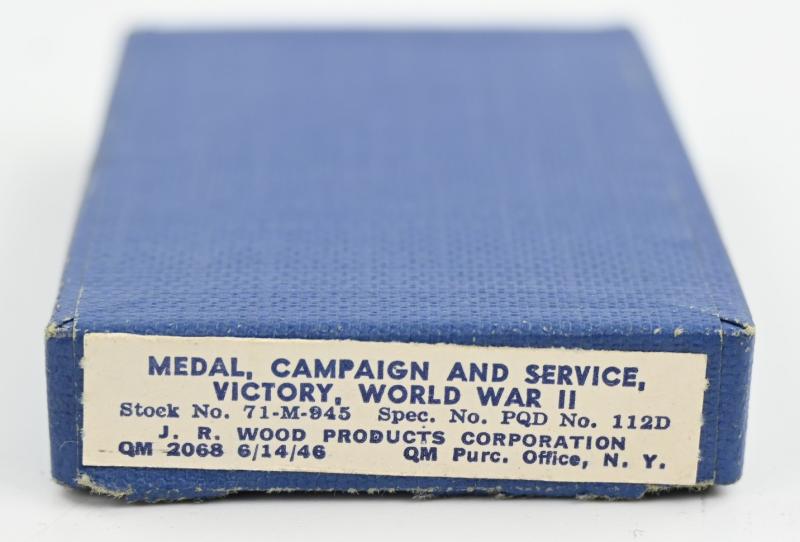 MEDAL, CAMPAIGN AND SERVICE,
VICTORY, WORLD WAR II
Stock No. 71-M-945 Spec. No. PQD No. 112D
J. R. WOOD PRODUCTS CORPORATION
QM 2068 6/14/46 QM Purc. Office, N. Y.